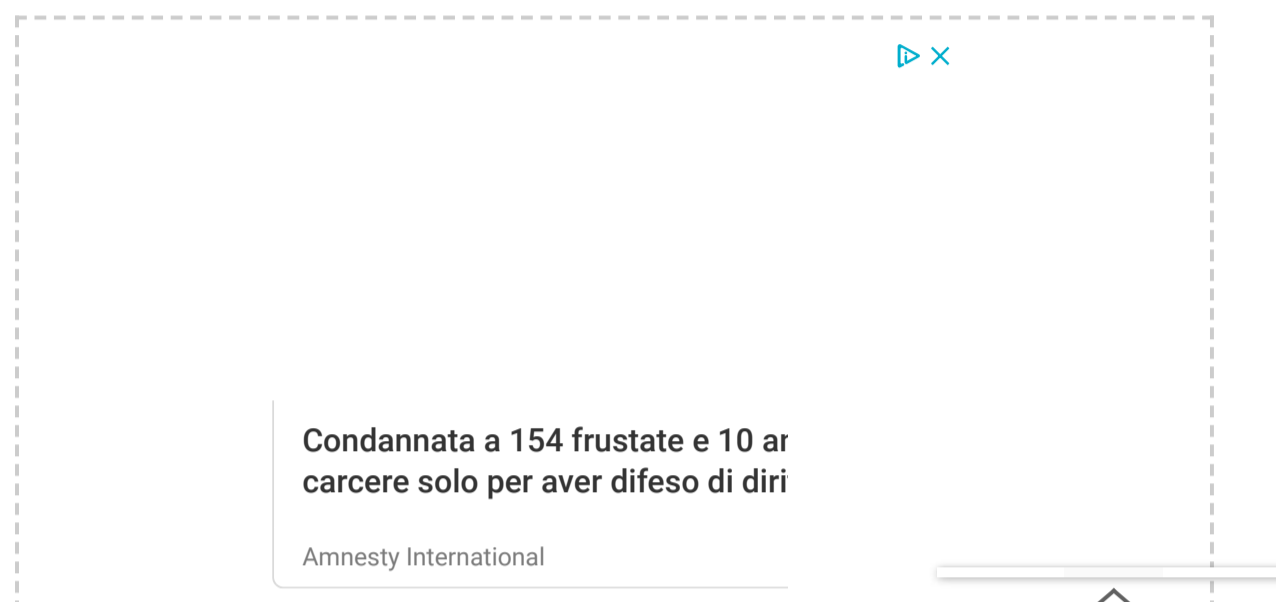 Condannata a 154 frustate e 10
carcere solo per aver difeso di
Amnesty International